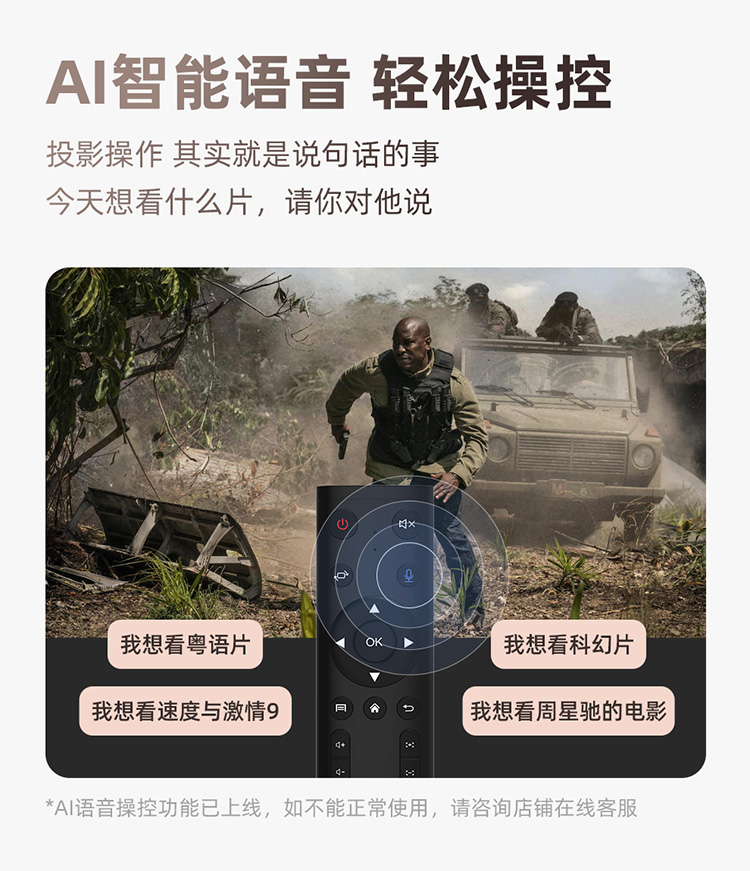 AI智能语音 轻松操控
投影操作 其实就是说句话的事
今天想看什么片，请你对他说
OK
我想看粤语片
我想看科幻片
我想看速度与激情9
我想看周星驰的电影
*AI语音操控功能已上线，如不能正常使用，请咨询店铺在线客服